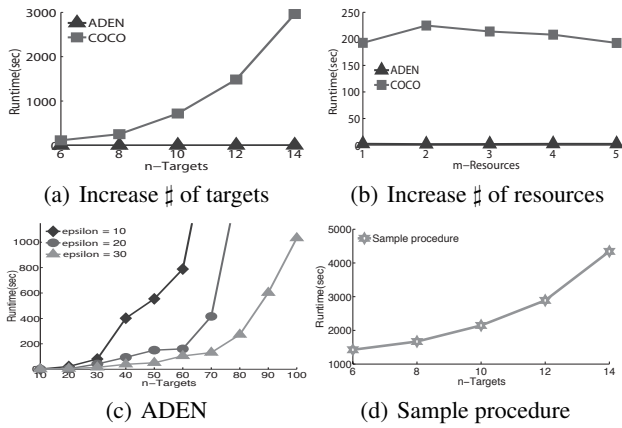 3000
2000
1000
0
Runtime(sec)
ADEN
COCO
6 8 10 12 14
n-Targets
(a) Increase ♯ of targets
250
200
150
100
50
0
Runtime(sec)
ADEN
COCO
1 2 3 4 5
m-Resources
(b) Increase ♯ of resources
1000
800
600
400
200
0
Runtime(sec)
epsilon = 10
epsilon = 20
epsilon = 30
10 20 30 40 50 60 70 80 90 100
n-Targets
(c) ADEN
5000
4000
3000
2000
1000
Runtime(sec)
Sample procedure
6 8 10 12 14
n-Targets
(d) Sample procedure